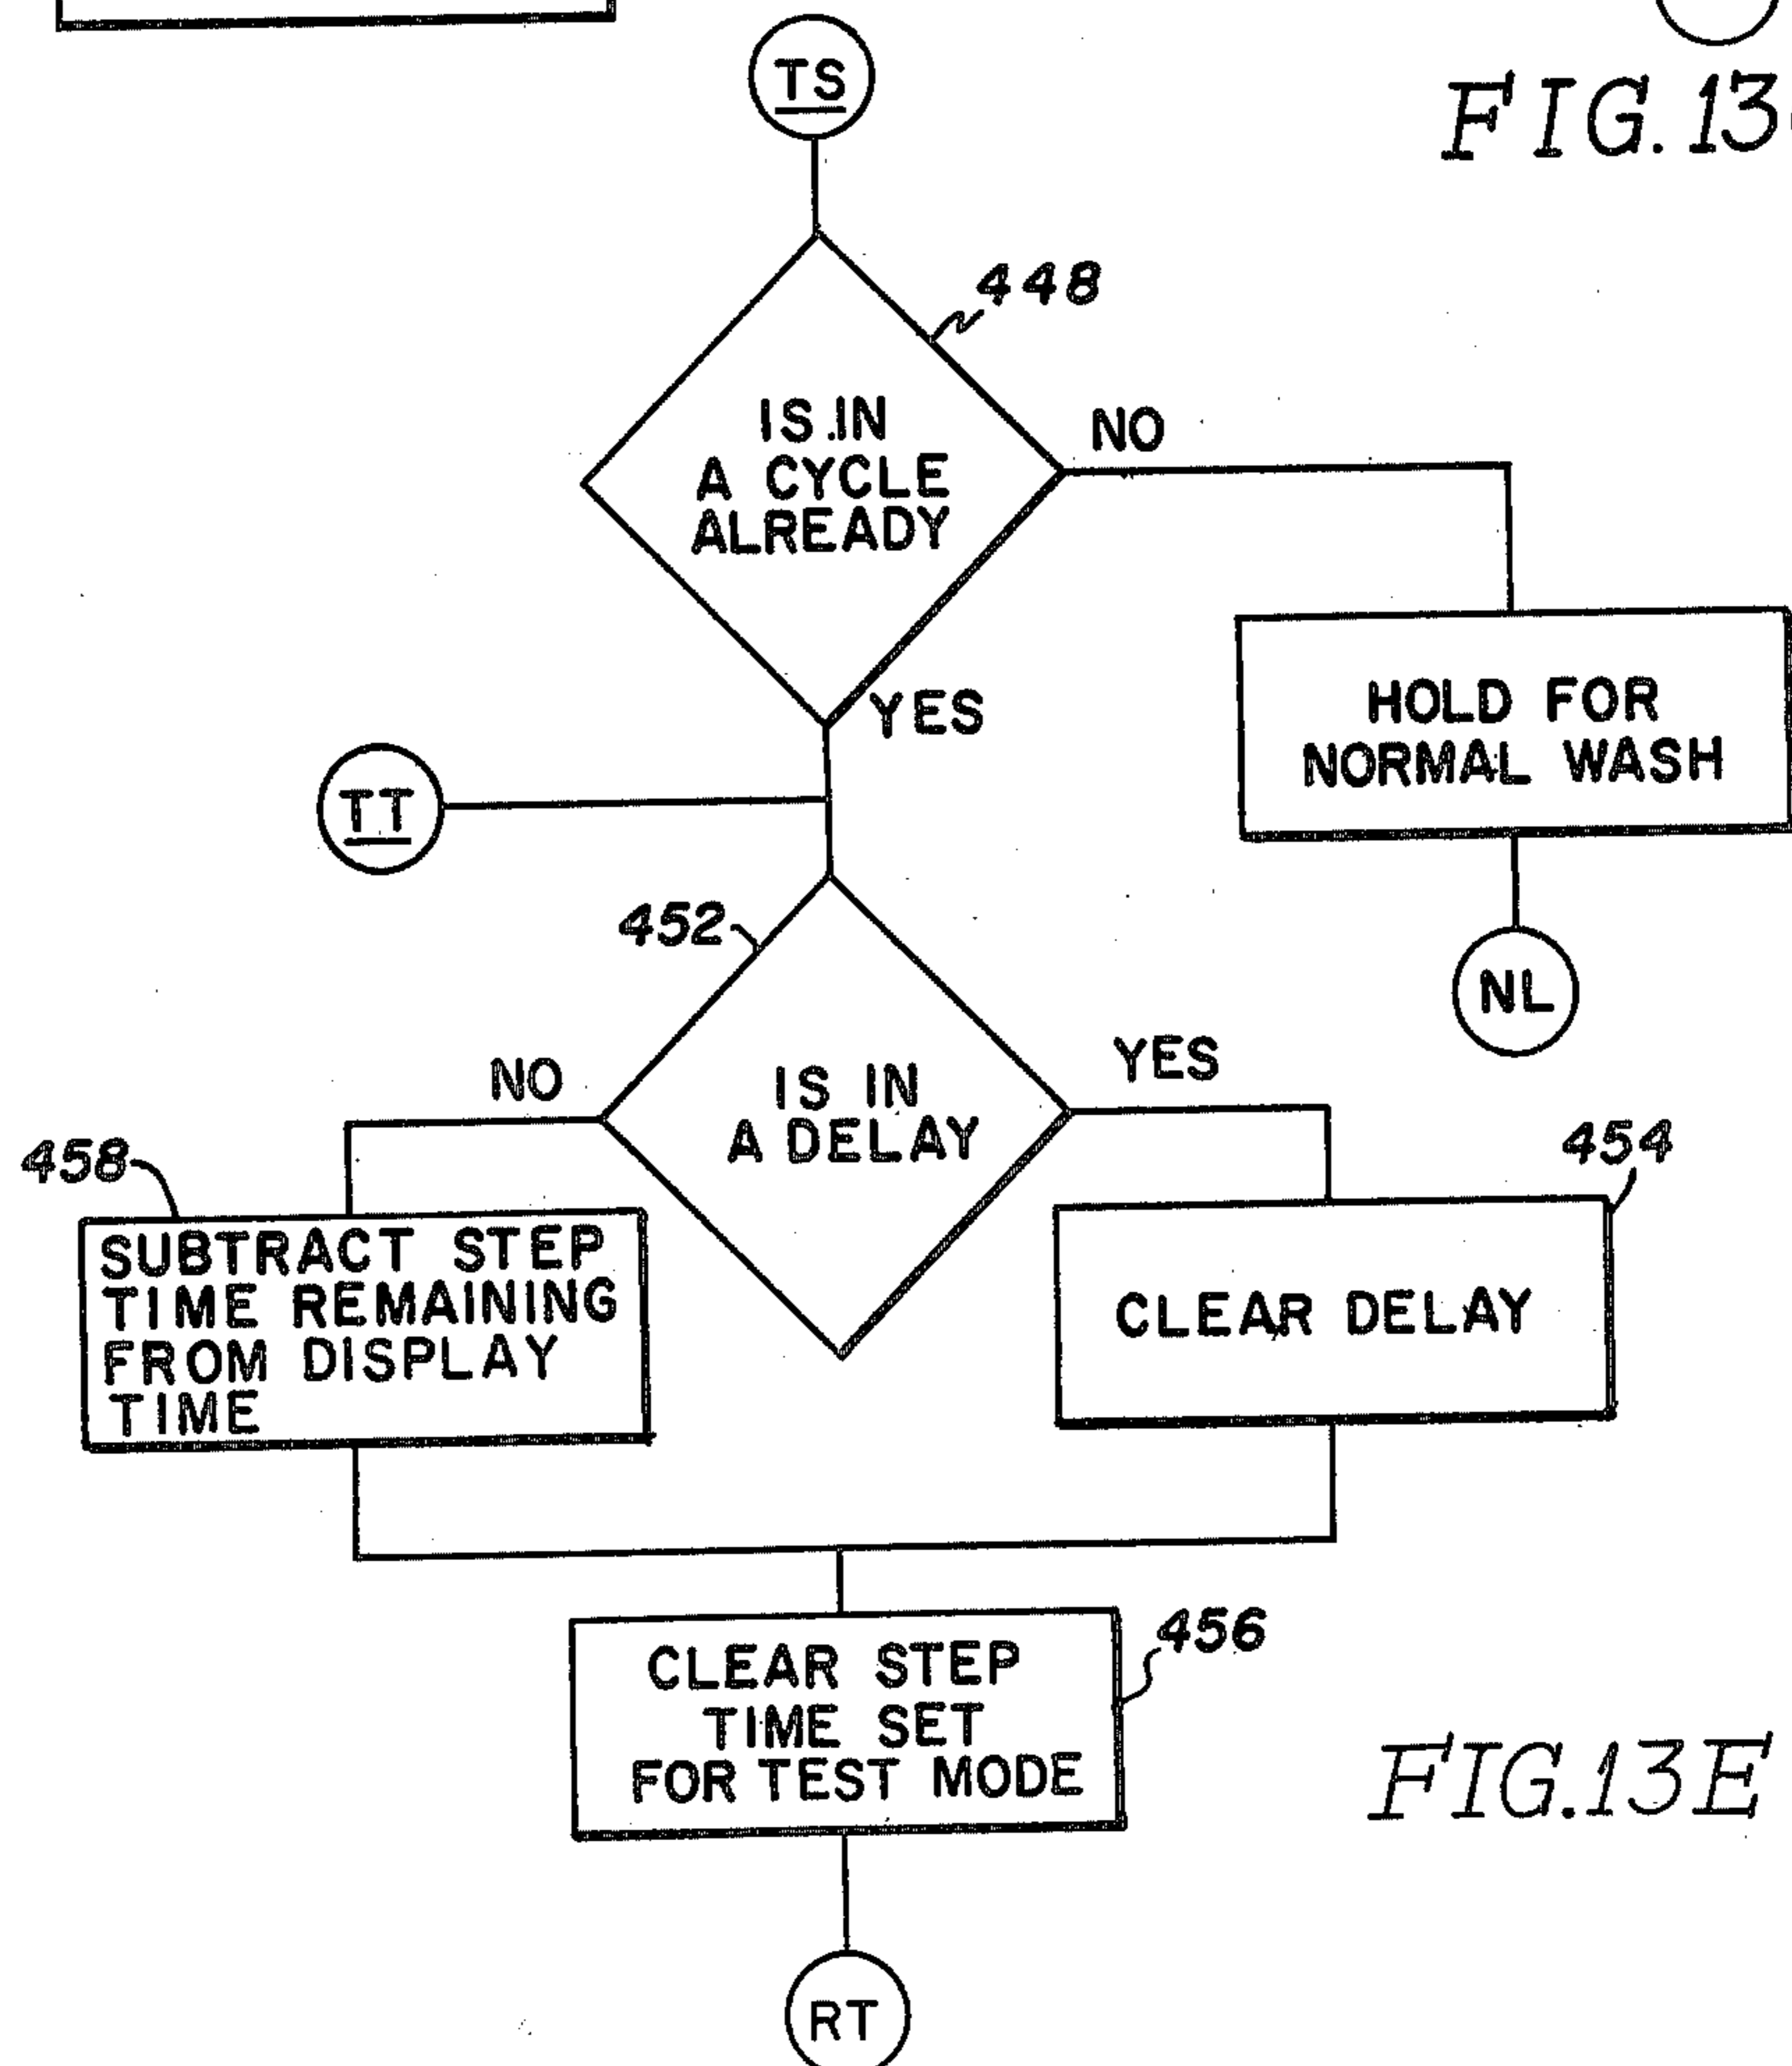 TS
FIG. 13
448
IS IN
A CYCLE
ALREADY
NO
YES
HOLD FOR
NORMAL WASH
TT
452
NL
NO
IS IN
A DELAY
YES
458
454
SUBTRACT STEP
TIME REMAINING
FROM DISPLAY
TIME
CLEAR DELAY
CLEAR STEP
TIME SET
FOR TEST MODE
456
FIG. 13E
RT